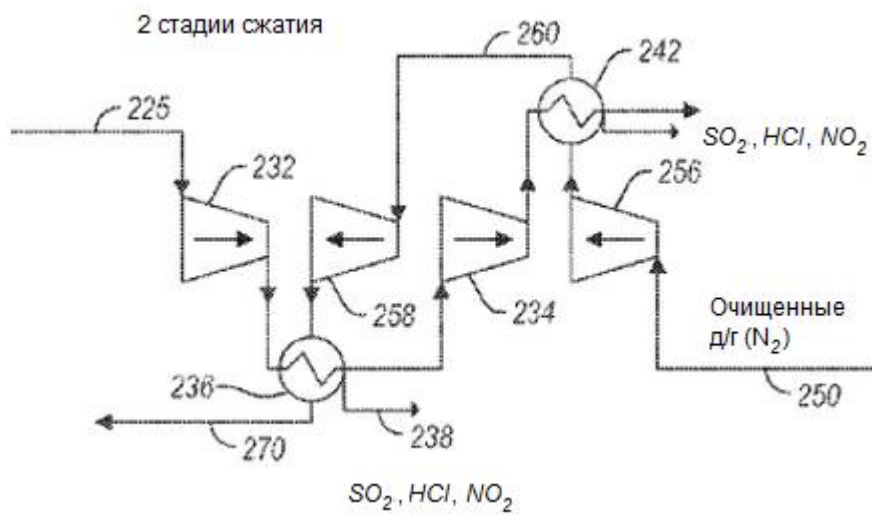 2 стадии сжатия
260
242
225
SO2, HCl, NO2
232
256
258
234
Очищенные
д/г (N2)
236
238
250
270
SO2, HCl, NO2